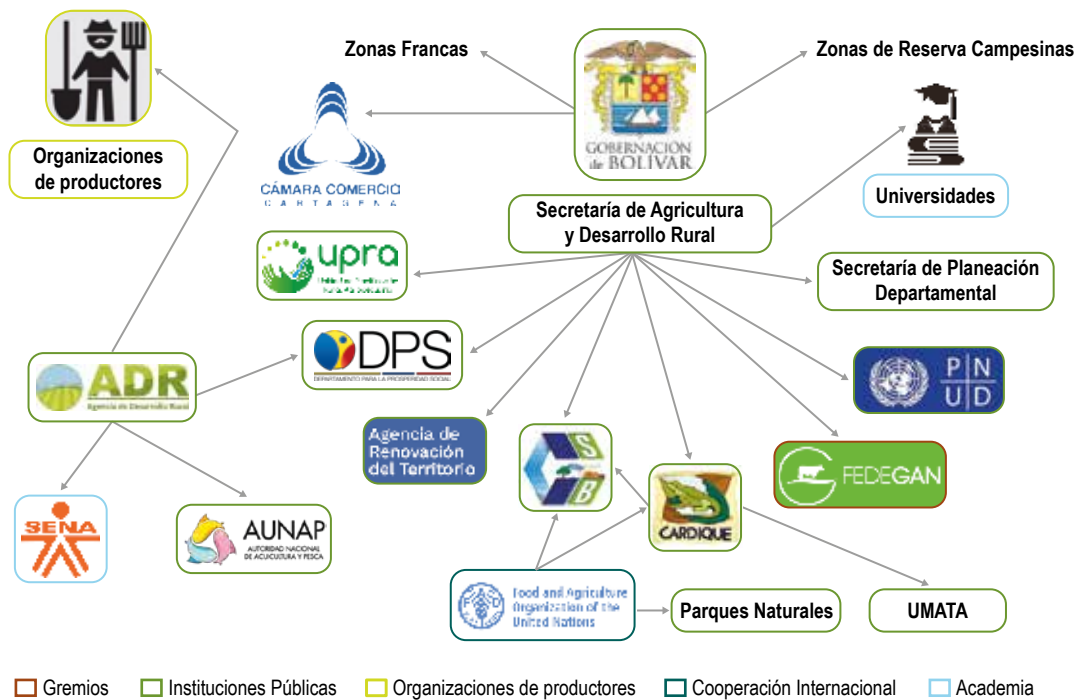 Zonas Francas
Zonas de Reserva Campesinas
GOBERNACIÓN
de BOLÍVAR
Organizaciones
de productores
CÁMARA COMERCIO
CARTAGENA
Universidades
Secretaría de Agricultura
y Desarrollo Rural
upra
Secretaría de Planeación
Departamental
DPS
DEPARTAMENTO PARA LA PROSPERIDAD SOCIAL
ADR
Agencia de Desarrollo Rural
P N
U D
Agencia de
Renovación
del Territorio
C S
B
FEDEGAN
CARDIQUE
SENA
AUNAP
AUTORIDAD NACIONAL
DE ACUICULTURA Y PESCA
Food and Agriculture
Organization of the
United Nations
Parques Naturales
UMATA
Gremios
Instituciones Públicas
Organizaciones de productores
Cooperación Internacional
Academia